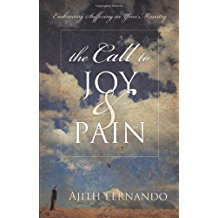 Embracing Suffering in Your Ministry
the Call to
JOY
&
PAIN
AJITH FERNANDO